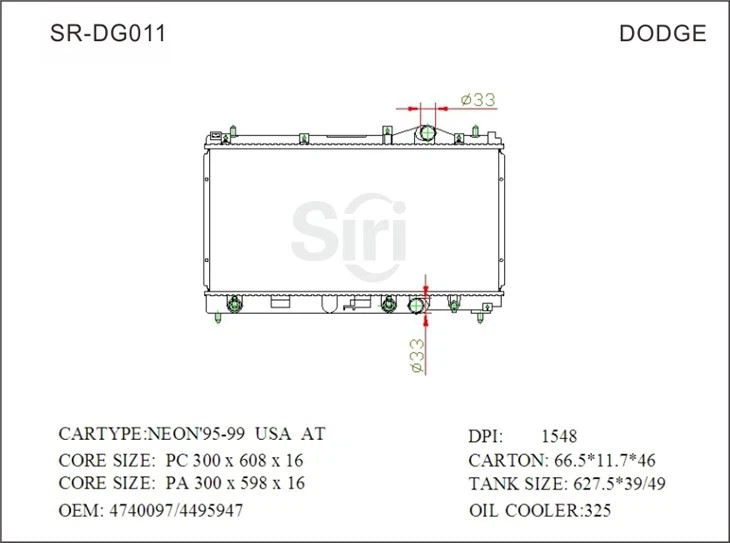 SR-DG011
DODGE
ø33
Siri
ø33
CARTYPE:NEON'95-99 USA AT
CORE SIZE: PC 300 x 608 x 16
CORE SIZE: PA 300 x 598 x 16
OEM: 4740097/4495947
DPI: 1548
CARTON: 66.5*11.7*46
TANK SIZE: 627.5*39/49
OIL COOLER:325